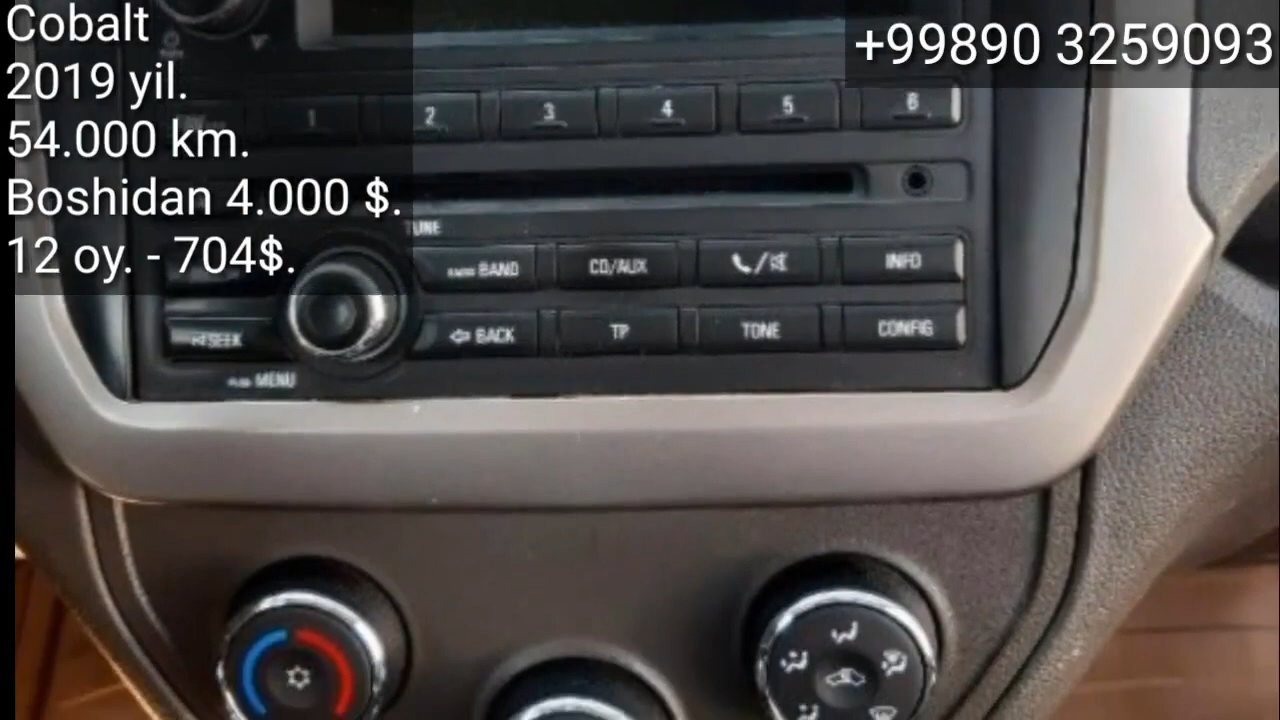 Cobalt
2019 yil.
54.000 km.
Boshidan 4.000 $.
12 oy. - 704$.
+99890 3259093
1 2 3 4 5 6
TUNE
BAND CD/AUX INFO
SEEK BACK TP TONE CONFIG
MENU